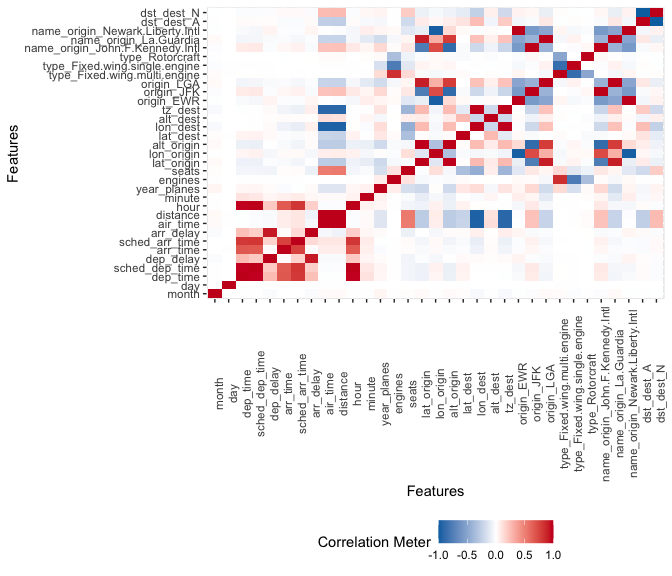 Features
dst_dest_N
dst_dest_A
name_origin_Newark.Liberty.Intl
name_origin_La.Guardia
name_origin_John.F.Kennedy.Intl
type_Rotorcraft
type_Fixed.wing.single.engine
type_Fixed.wing.multi.engine
origin_LGA
origin_JFK
origin_EWR
tz_dest
alt_dest
lon_dest
lat_dest
alt_origin
lon_origin
lat_origin
seats
engines
year_planes
minute
hour
distance
air_time
arr_delay
sched_arr_time
arr_time
dep_delay
sched_dep_time
dep_time
day
month
month
day
dep_time
sched_dep_time
dep_delay
arr_time
sched_arr_time
arr_delay
air_time
distance
hour
minute
year_planes
engines
seats
lat_origin
lon_origin
alt_origin
lat_dest
lon_dest
alt_dest
tz_dest
origin_EWR
origin_JFK
origin_LGA
type_Fixed.wing.multi.engine
type_Fixed.wing.single.engine
type_Rotorcraft
name_origin_John.F.Kennedy.Intl
name_origin_La.Guardia
name_origin_Newark.Liberty.Intl
dst_dest_A
dst_dest_N
Features
Correlation Meter
-1.0 -0.5 0.0 0.5 1.0